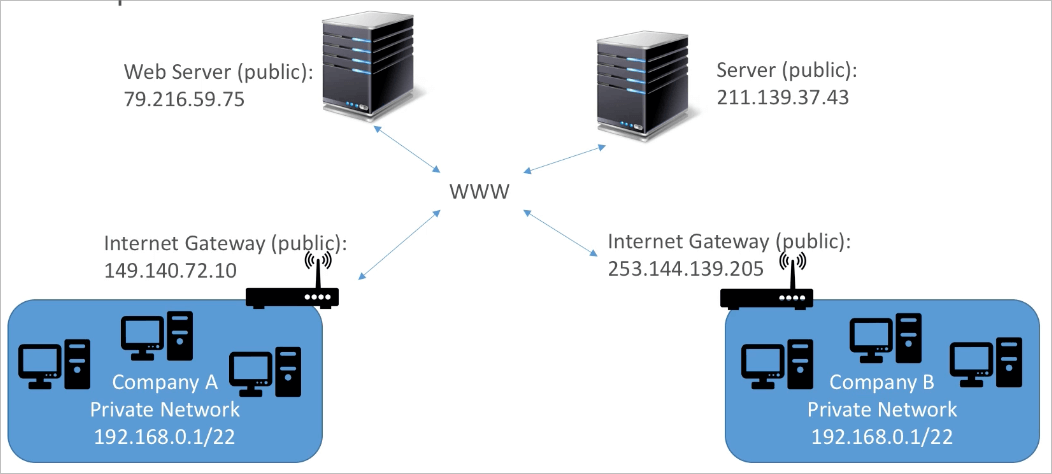 Web Server (public):
79.216.59.75
Server (public):
211.139.37.43
WWW
Internet Gateway (public):
149.140.72.10
Internet Gateway (public):
253.144.139.205
Company A
Private Network
192.168.0.1/22
Company B
Private Network
192.168.0.1/22